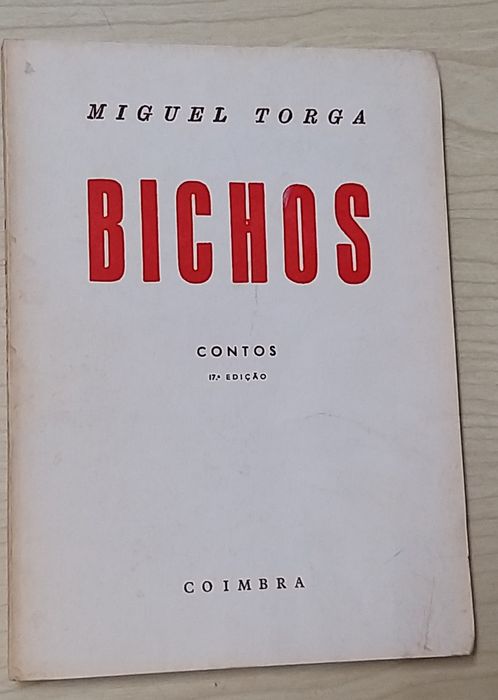 MIGUEL TORGA
BICHOS
CONTOS
17.ª EDIÇÃO
COIMBRA